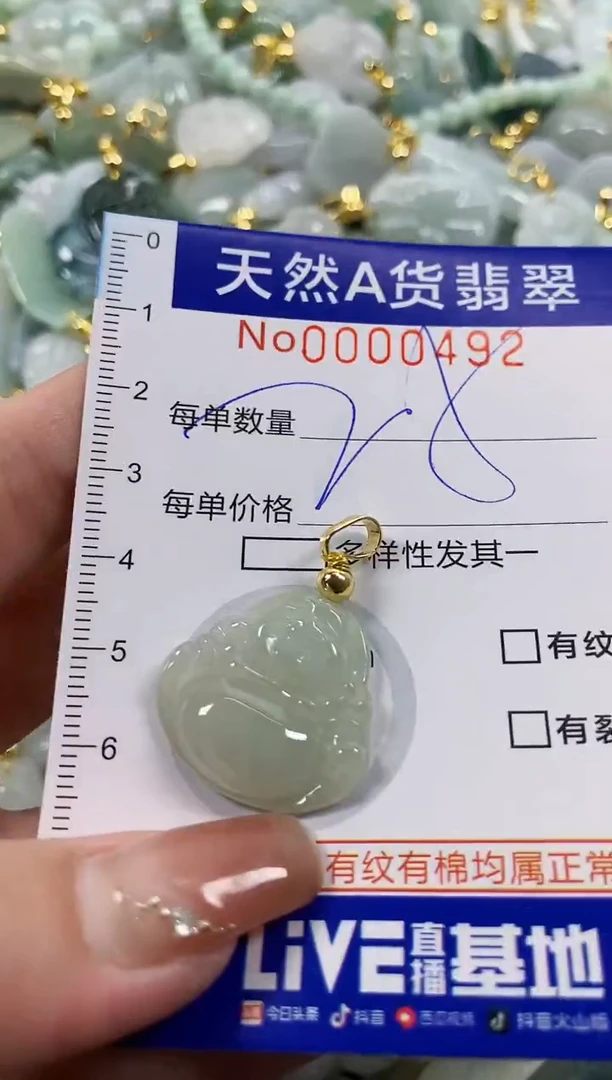 0
天然A货翡翠
1
No0000492
2
每单数量
3
28
每单价格
4
多样性发其一
5
有纹
有裂
6
有纹有棉均属正常
LiVE直播基地
今日头条 抖音 西瓜视频 抖音火山